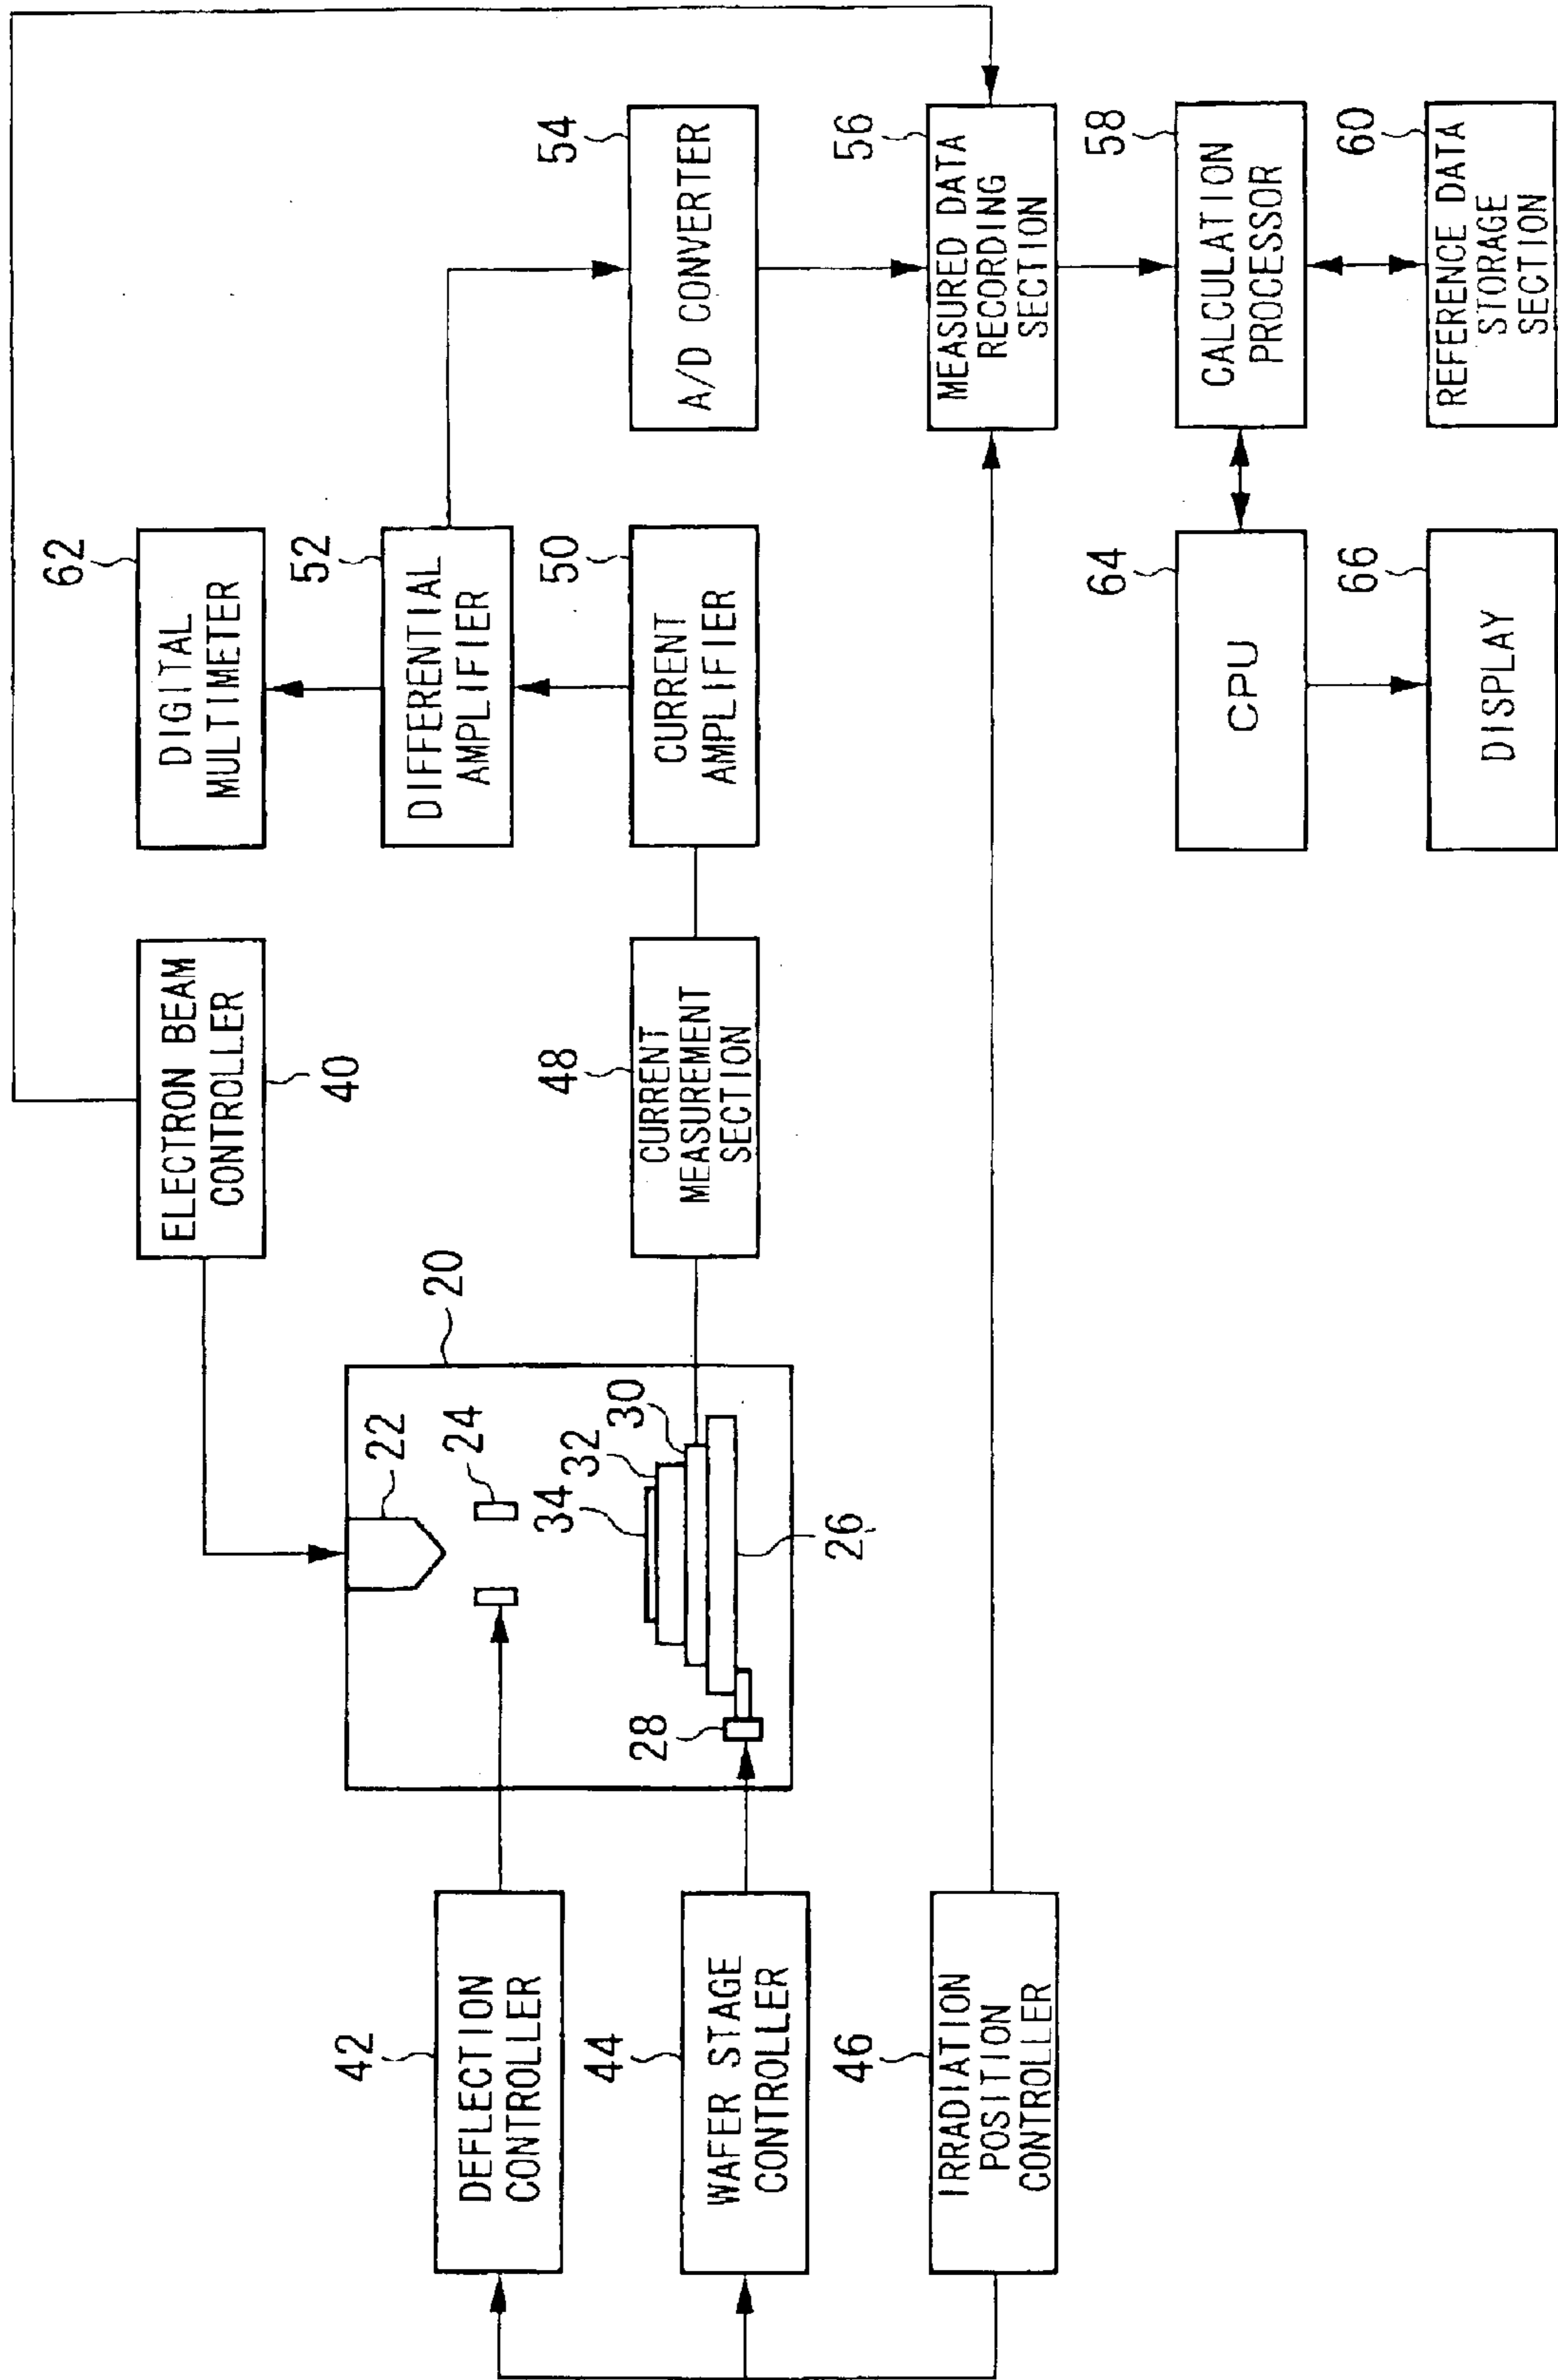 ELECTRON BEAM
CONTROLLER
40
62
DIGITAL
MULTIMETER
20
22
24
52
DIFFERENTIAL
AMPLIFIER
42
DEFLECTION
CONTROLLER
34
32
30
48
CURRENT
MEASUREMENT
SECTION
50
CURRENT
AMPLIFIER
54
A/D CONVERTER
44
WAFER STAGE
CONTROLLER
28
26
46
IRRADIATION
POSITION
CONTROLLER
56
MEASURED DATA
RECORDING
SECTION
64
CPU
58
CALCULATION
PROCESSOR
66
DISPLAY
60
REFERENCE DATA
STORAGE
SECTION